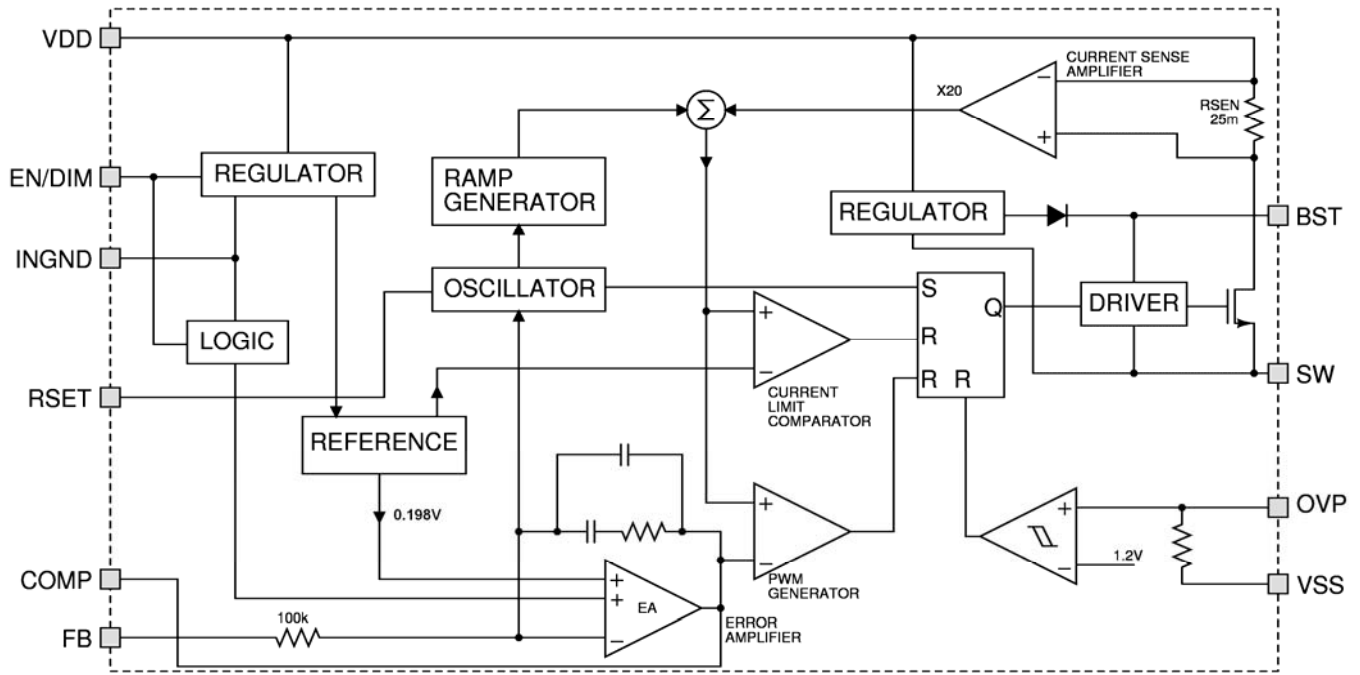 VDD
CURRENT SENSE
AMPLIFIER
X20
−
+
RSEN
25m
Σ
EN/DIM
REGULATOR
RAMP
GENERATOR
REGULATOR
BST
INGND
OSCILLATOR
S
Q
DRIVER
LOGIC
+
R
−
R
R
SW
RSET
CURRENT
LIMIT
COMPARATOR
REFERENCE
0.198V
+
+
OVP
−
1.2V
−
PWM
GENERATOR
COMP
+
+
EA
VSS
100k
−
ERROR
AMPLIFIER
FB